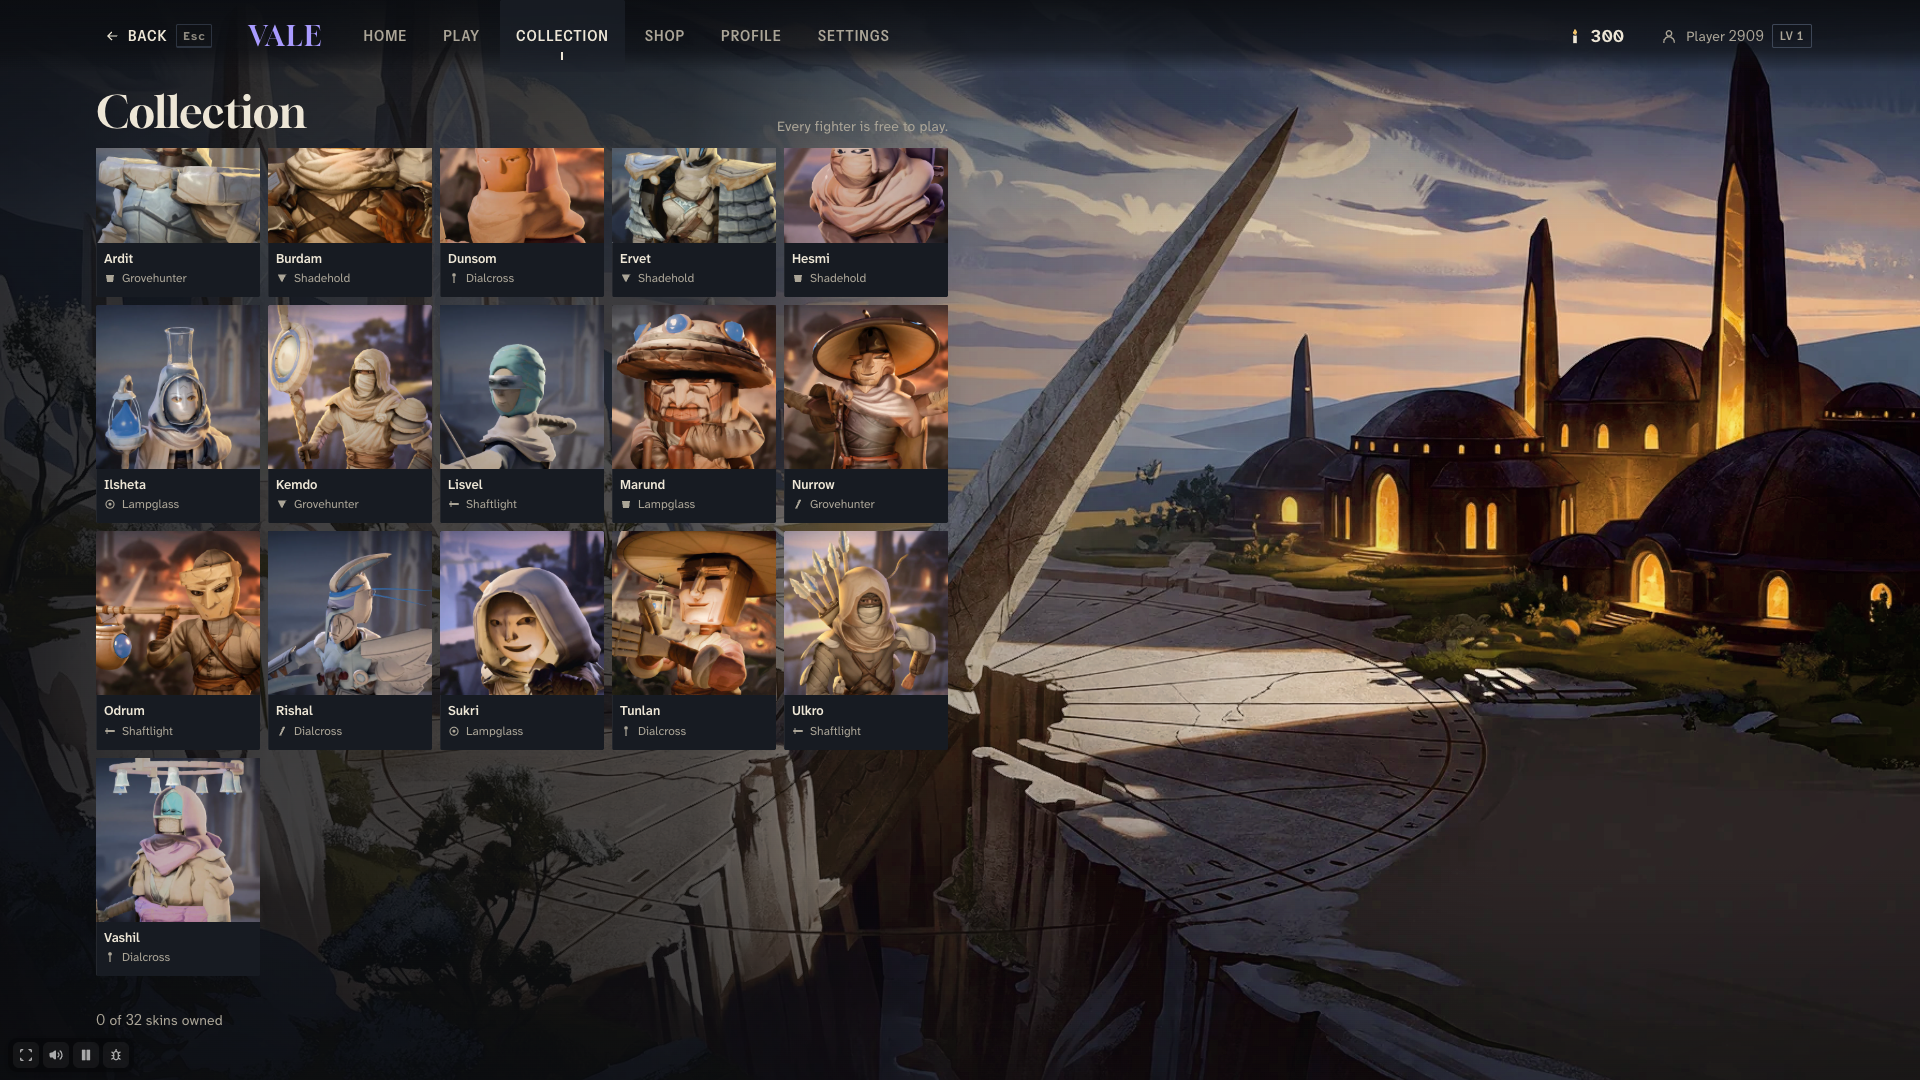 BACK Esc VALE HOME PLAY COLLECTION SHOP PROFILE SETTINGS 300 Player 2909 LV 1
Collection
Every fighter is free to play.
Ardit Burdam Dunsom Ervet Hesmi
Grovehunter Shadehold Dialcross Shadehold Shadehold
Ilsheta Kemdo Lisvel Marund Nurrow
Lampglass Grovehunter Shaftlight Lampglass Grovehunter
Odrum Rishal Sukri Tunlan Ulkro
Shaftlight Dialcross Lampglass Dialcross Shaftlight
Vashil
Dialcross
0 of 32 skins owned